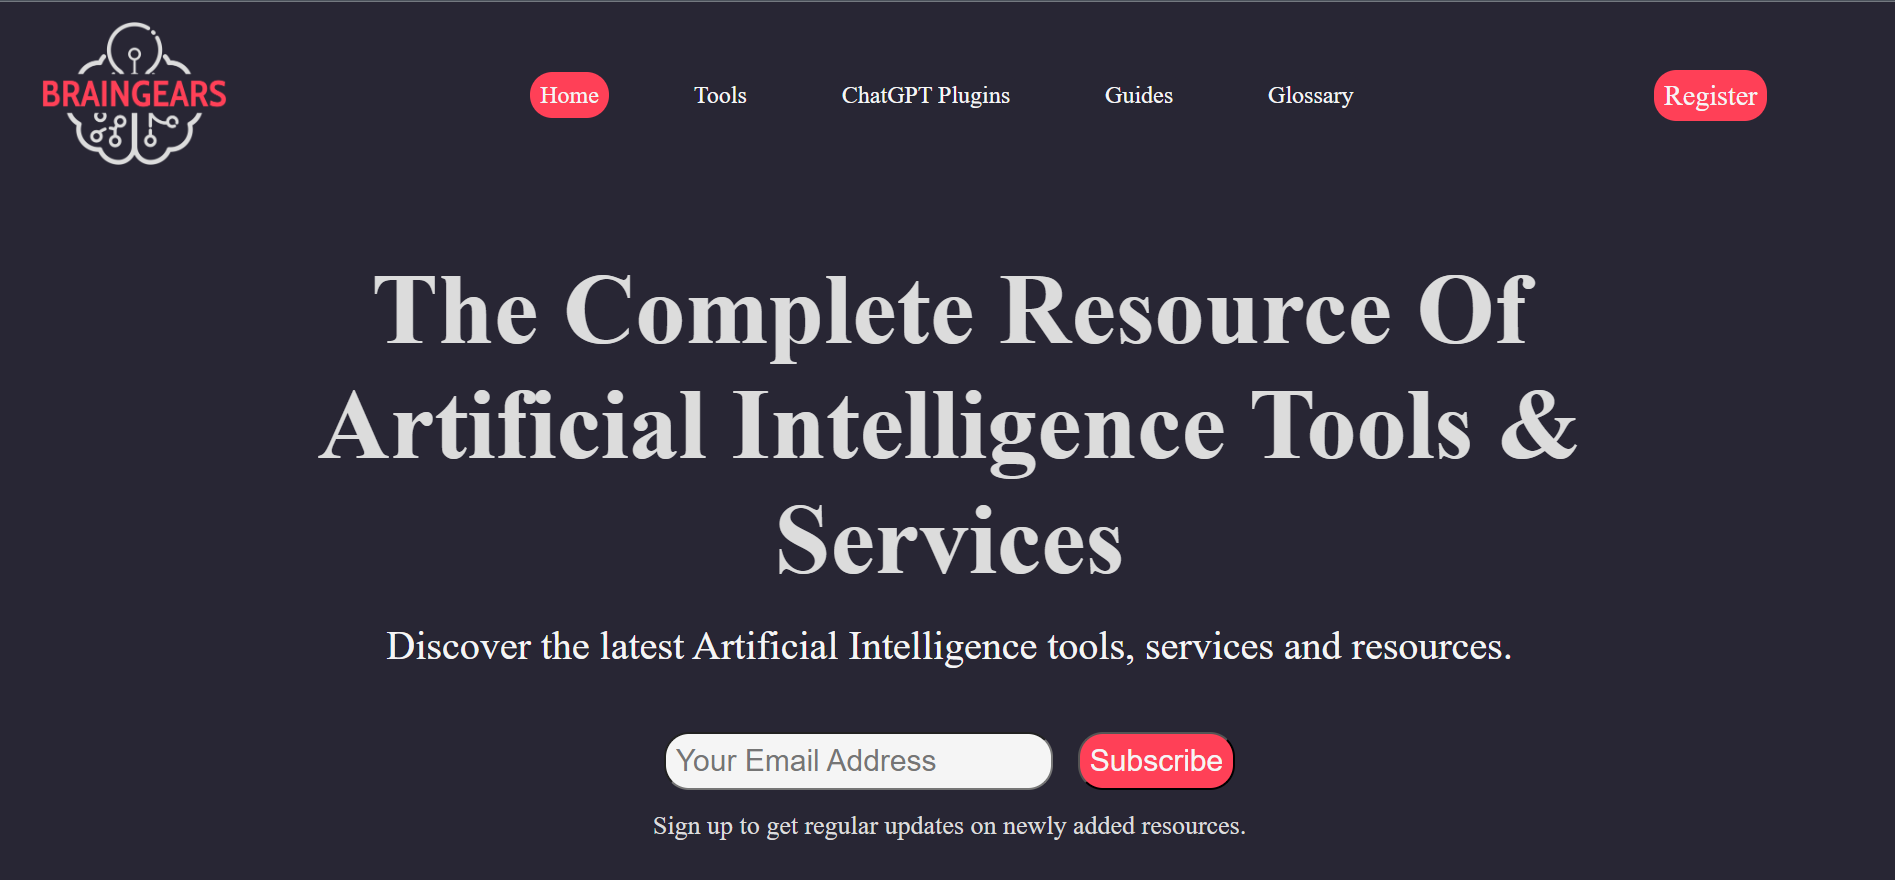 BRAINGEARS
Home Tools ChatGPT Plugins Guides Glossary Register
The Complete Resource Of
Artificial Intelligence Tools &
Services
Discover the latest Artificial Intelligence tools, services and resources.
Your Email Address Subscribe
Sign up to get regular updates on newly added resources.